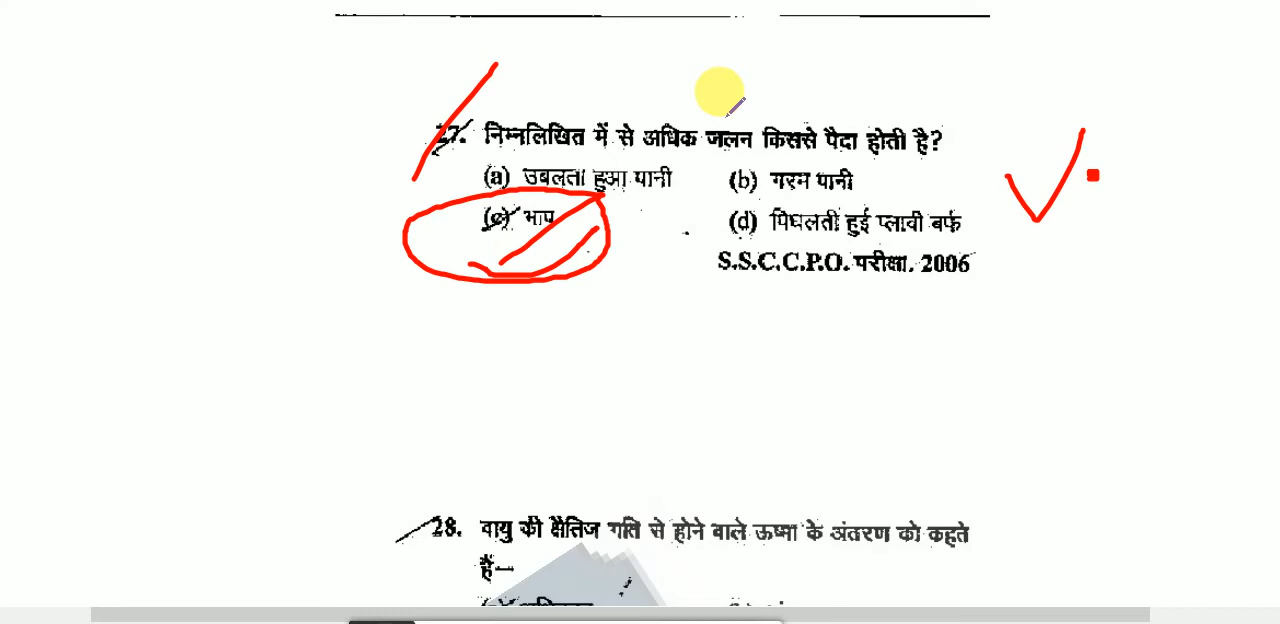 27. निम्नलिखित में से अधिक जलन किससे पैदा होती है?
(a) उबलता हुआ पानी (b) गरम पानी
(c) भाप (d) पिघलती हुई प्लावी बर्फ
S.S.C.C.P.O. परीक्षा, 2006
28. वायु की क्षैतिज गति से होने वाले ऊष्मा के अंतरण को कहते
हैं—